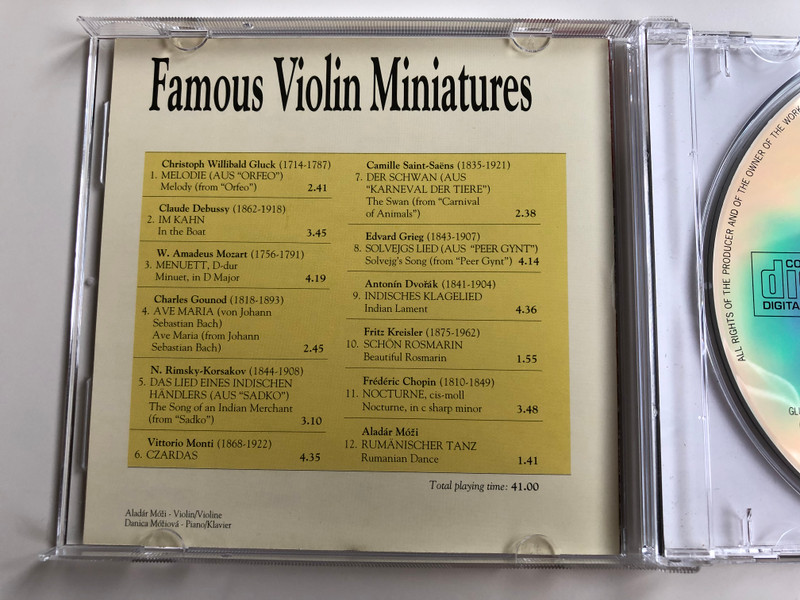 Famous Violin Miniatures
Christoph Willibald Gluck (1714-1787)
1. MELODIE (AUS "ORFEO")
Melody (from "Orfeo") 2.41
Claude Debussy (1862-1918)
2. IM KAHN
In the Boat 3.45
W. Amadeus Mozart (1756-1791)
3. MENUETT, D-dur
Minuet, in D Major 4.19
Charles Gounod (1818-1893)
4. AVE MARIA (von Johann
Sebastian Bach)
Ave Maria (from Johann
Sebastian Bach) 2.45
N. Rimsky-Korsakov (1844-1908)
5. DAS LIED EINES INDISCHEN
HÄNDLERS (AUS "SADKO")
The Song of an Indian Merchant
(from "Sadko") 3.10
Vittorio Monti (1868-1922)
6. CZARDAS 4.35
Camille Saint-Saëns (1835-1921)
7. DER SCHWAN (AUS
"KARNEVAL DER TIERE")
The Swan (from "Carnival
of Animals") 2.38
Edvard Grieg (1843-1907)
8. SOLVEJGS LIED (AUS "PEER GYNT")
Solvejg's Song (from "Peer Gynt") 4.14
Antonín Dvořák (1841-1904)
9. INDISCHES KLAGELIED
Indian Lament 4.36
Fritz Kreisler (1875-1962)
10. SCHÖN ROSMARIN
Beautiful Rosmarin 1.55
Frédéric Chopin (1810-1849)
11. NOCTURNE, cis-moll
Nocturne, in c sharp minor 3.48
Aladár Móži
12. RUMÄNISCHER TANZ
Rumanian Dance 1.41
Total playing time: 41.00
Aladár Móži - Violin/Violine
Danica Móžiová - Piano/Klavier
ALL RIGHTS OF THE PRODUCER AND OF THE OWNER OF THE WORK
DIGITAL